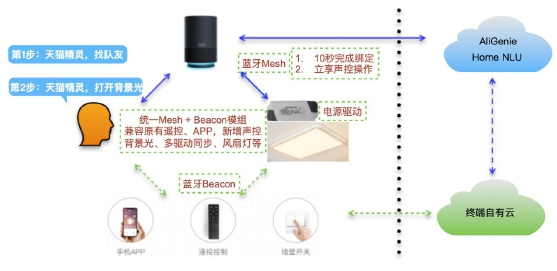 第1步：天猫精灵，找队友
第2步：天猫精灵，打开背景光
蓝牙Mesh
1. 10秒完成绑定
2. 立享声控操作
AliGenie
Home NLU
统一Mesh + Beacon模组
兼容原有遥控、APP，新增声控
背景光、多驱动同步、风扇灯等
电源驱动
蓝牙Beacon
手机APP
遥控控制
墙壁开关
终端自有云